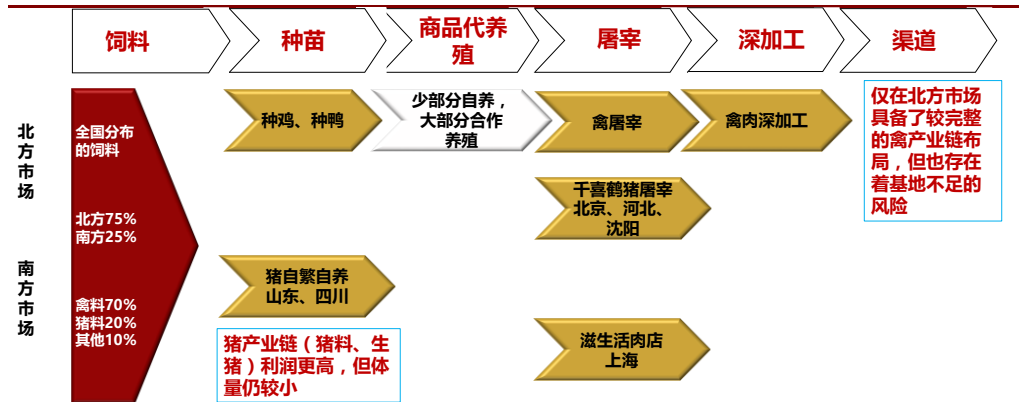 饲料
种苗
商品代养
殖
屠宰
深加工
渠道
北方市场
南方市场
全国分布
的饲料
北方75%
南方25%
禽料70%
猪料20%
其他10%
种鸡、种鸭
少部分自养，
大部分合作
养殖
禽屠宰
禽肉深加工
仅在北方市场
具备了较完整
的禽产业链布
局，但也存在
着基地不足的
风险
千喜鹤猪屠宰
北京、河北、
沈阳
猪自繁自养
山东、四川
猪产业链（猪料、生
猪）利润更高，但体
量仍较小
滋生活肉店
上海